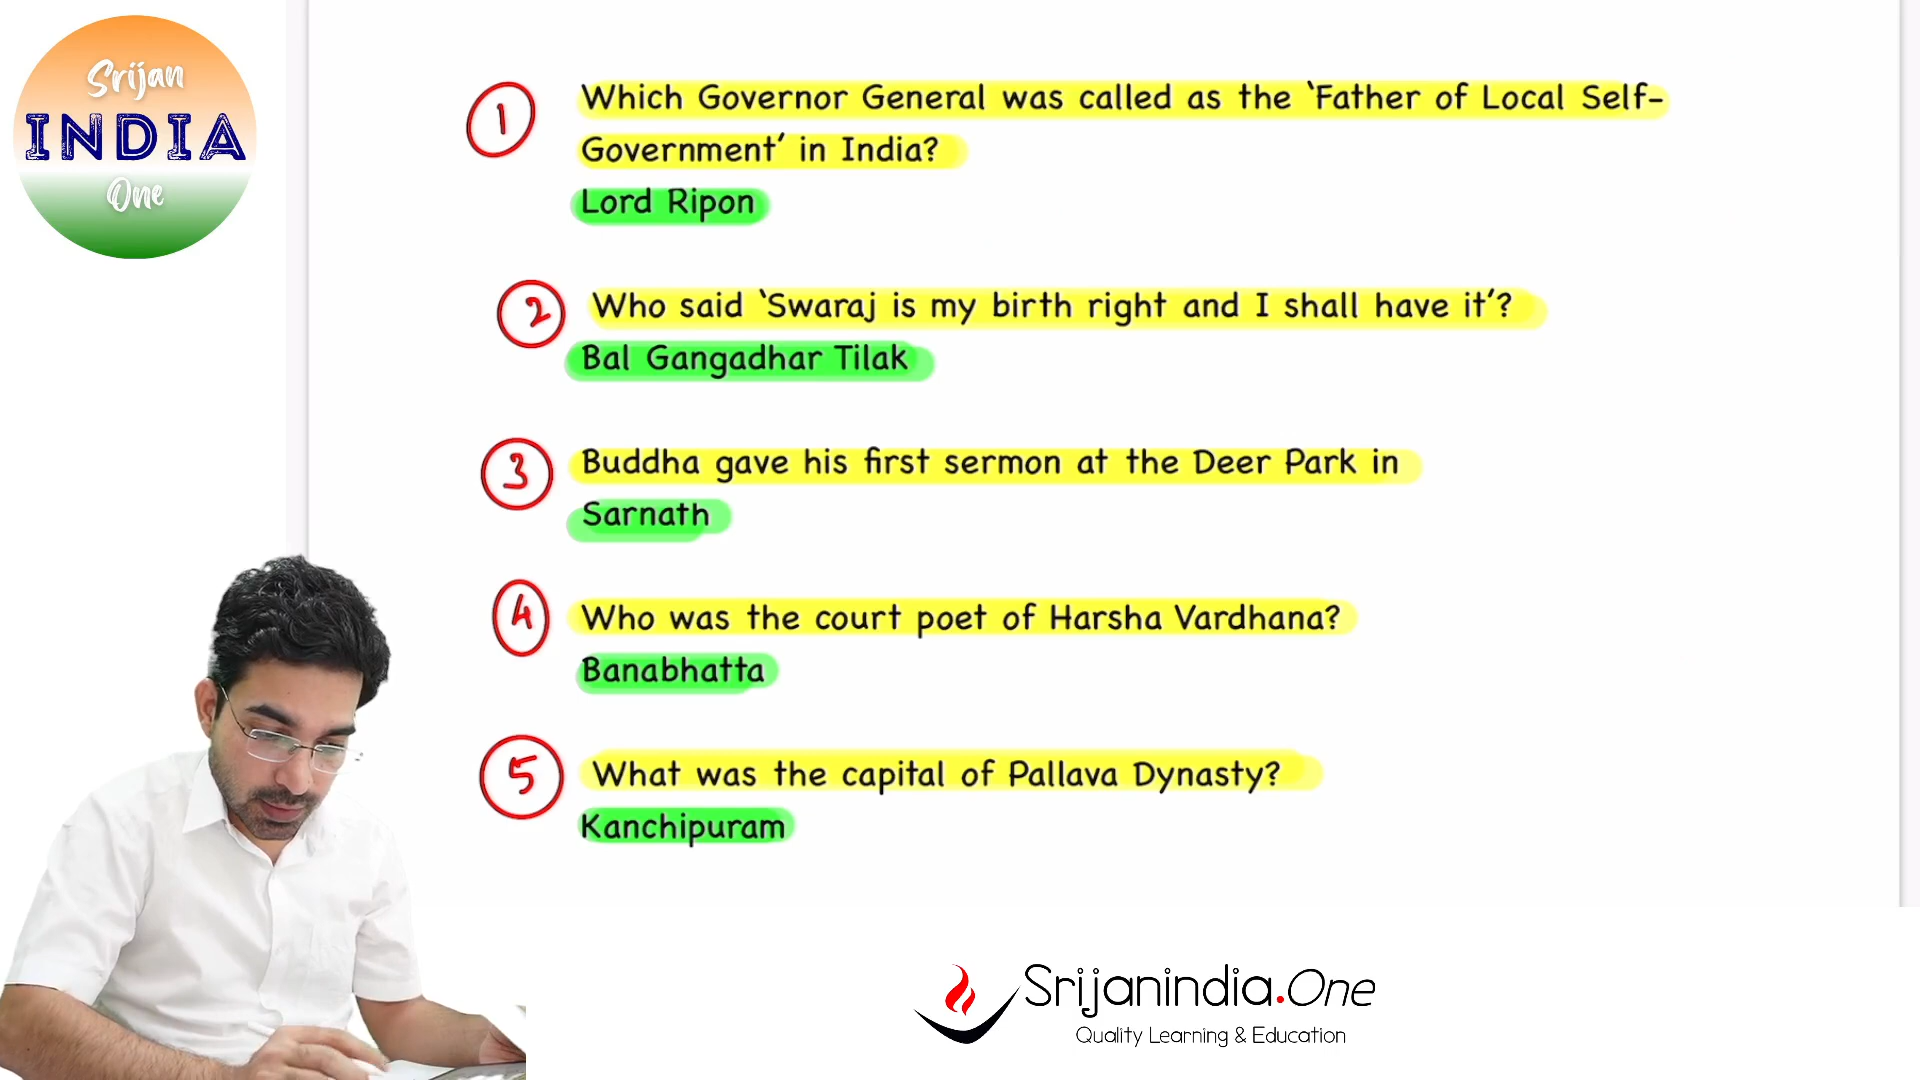 Srijan
INDIA
One
1
Which Governor General was called as the ‘Father of Local Self-
Government’ in India?
Lord Ripon
2
Who said ‘Swaraj is my birth right and I shall have it’?
Bal Gangadhar Tilak
3
Buddha gave his first sermon at the Deer Park in
Sarnath
4
Who was the court poet of Harsha Vardhana?
Banabhatta
5
What was the capital of Pallava Dynasty?
Kanchipuram
Srijanindia.One
Quality Learning & Education